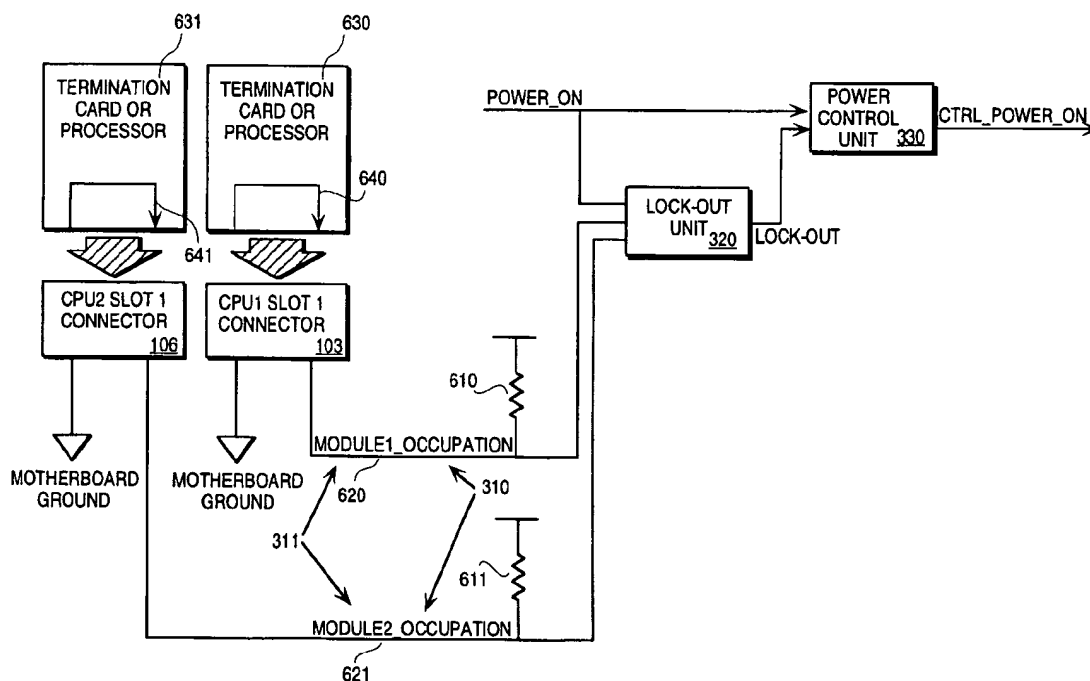 631
630
TERMINATION
CARD OR
PROCESSOR
TERMINATION
CARD OR
PROCESSOR
641
640
CPU2 SLOT 1
CONNECTOR
106
CPU1 SLOT 1
CONNECTOR
103
MOTHERBOARD
GROUND
MOTHERBOARD
GROUND
POWER_ON
POWER
CONTROL
UNIT
330
CTRL_POWER_ON
LOCK-OUT
UNIT
320
LOCK-OUT
610
MODULE1_OCCUPATION
620
310
311
611
MODULE2_OCCUPATION
621